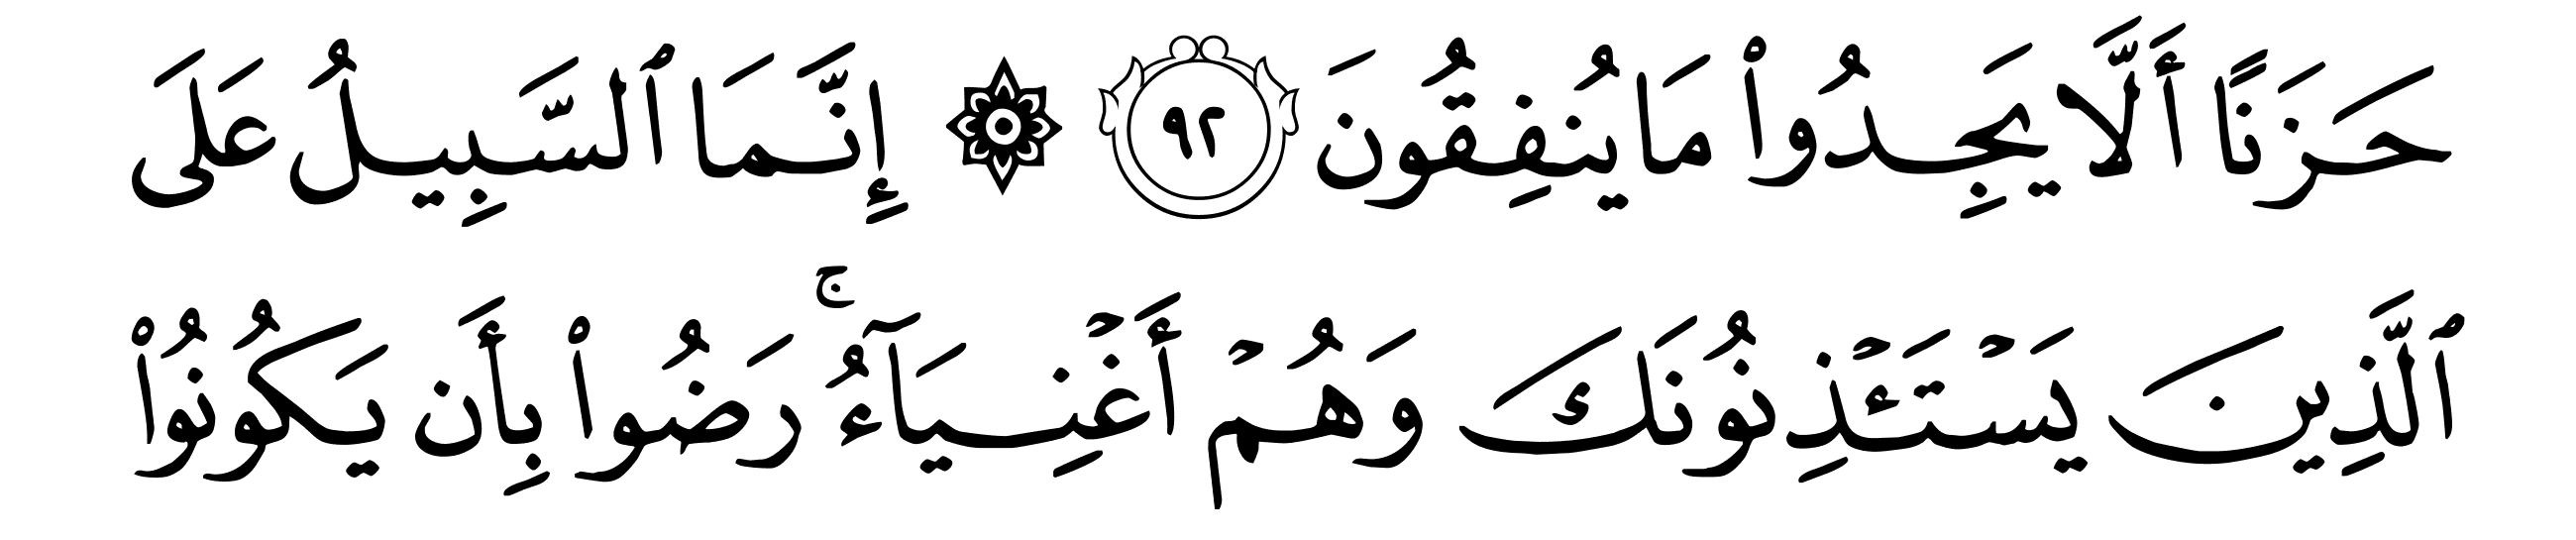 حَزَنًا أَلَّا يَجِدُوا۟ مَا يُنفِقُونَ ٩٢ ۞ إِنَّمَا ٱلسَّبِيلُ عَلَى
ٱلَّذِينَ يَسْتَـْٔذِنُونَكَ وَهُمْ أَغْنِيَآءُ ۚ رَضُوا۟ بِأَن يَكُونُوا۟